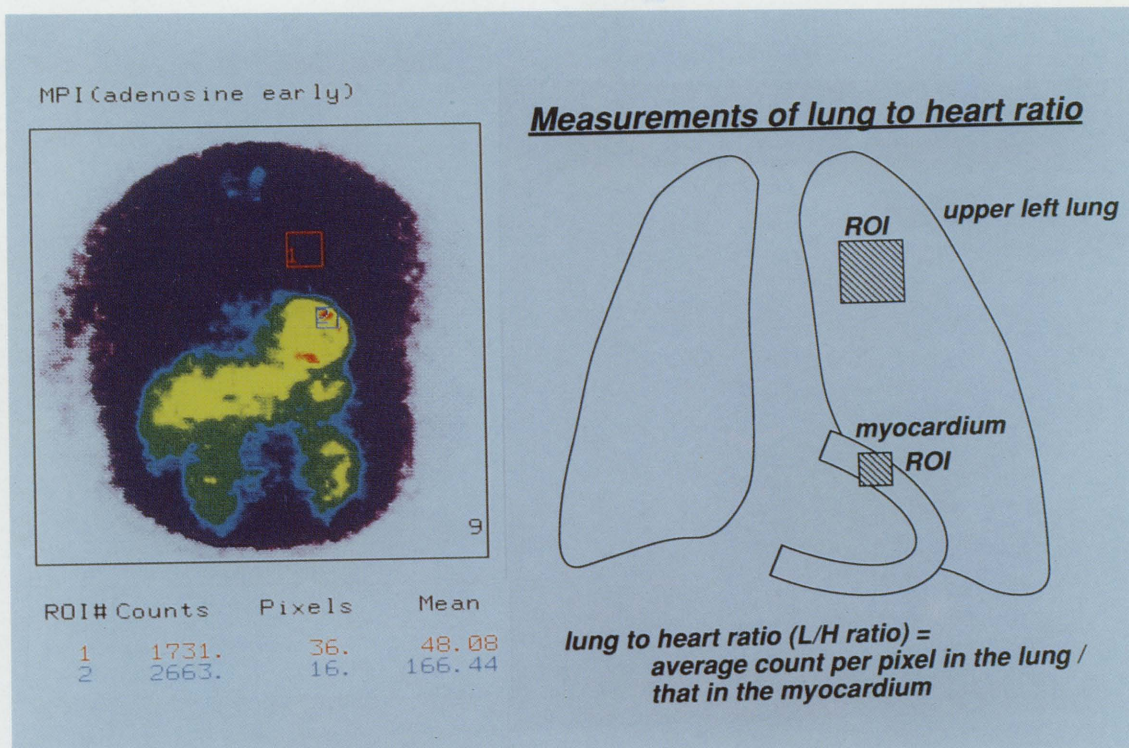 MPI(adenosine early)
1
2
9
ROI# Counts Pixels Mean
1 1731. 36. 48.08
2 2663. 16. 166.44
Measurements of lung to heart ratio
upper left lung
ROI
myocardium
ROI
lung to heart ratio (L/H ratio) =
average count per pixel in the lung /
that in the myocardium